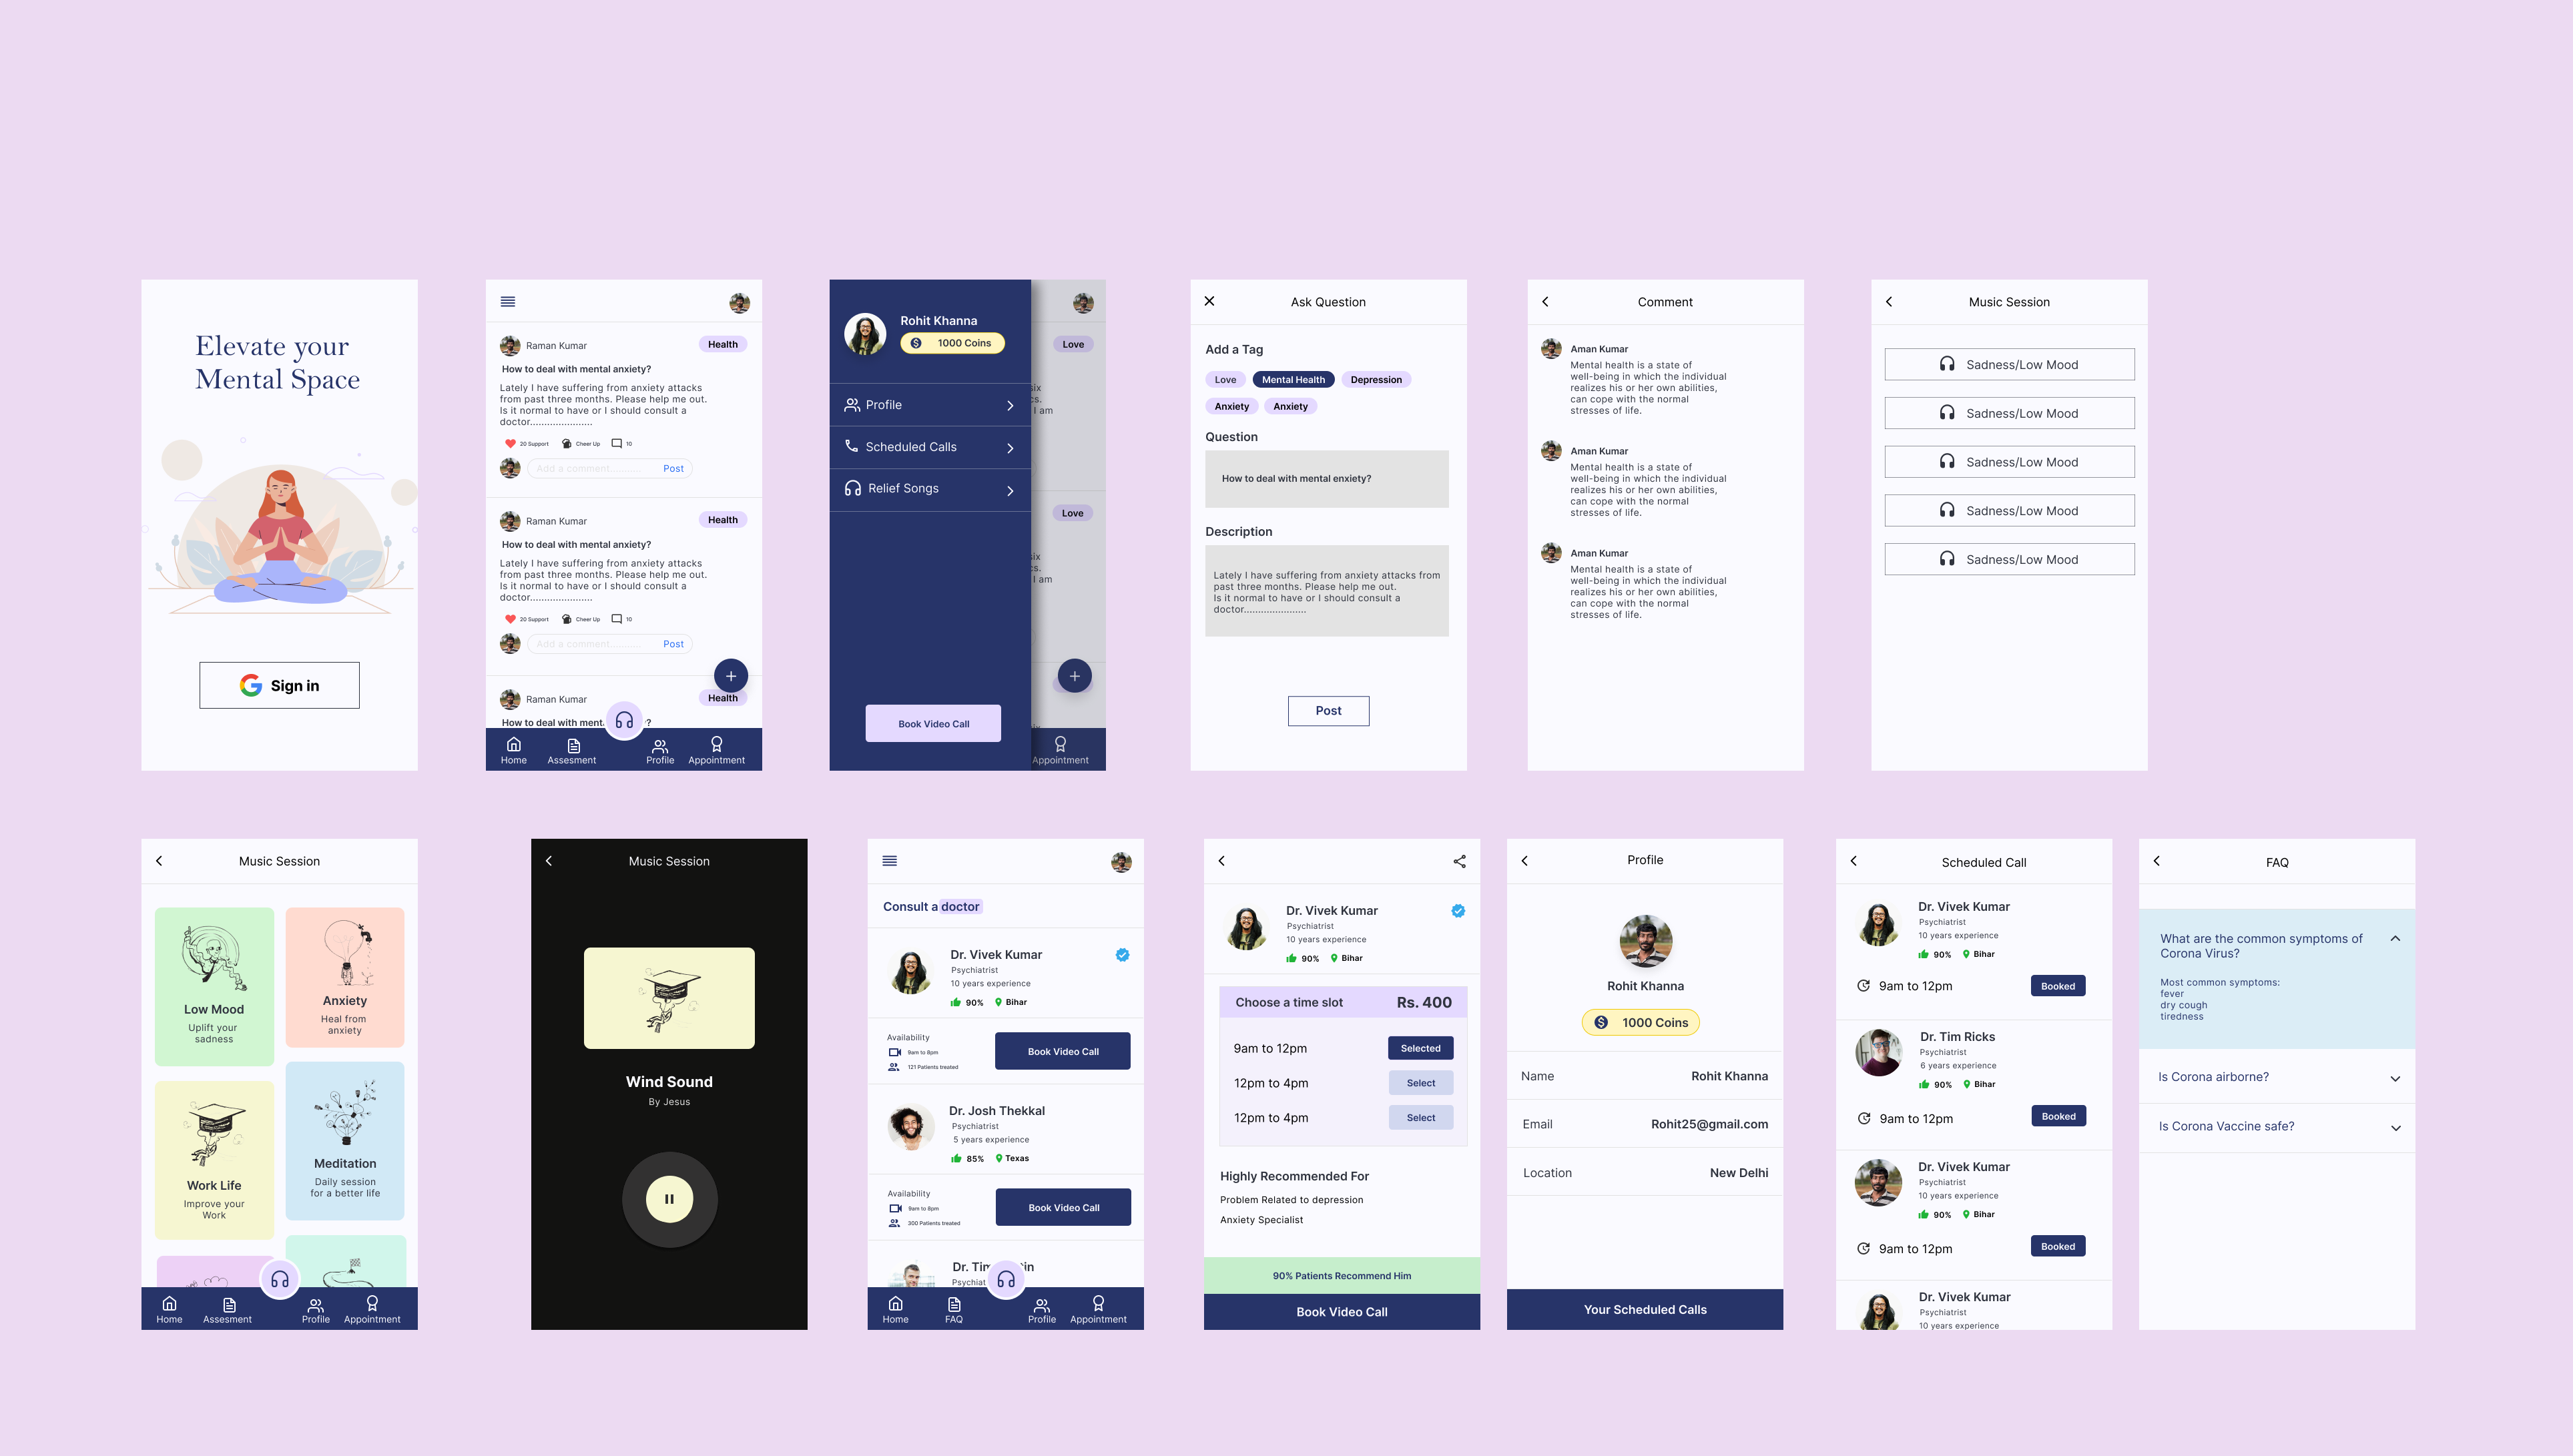 Elevate your
Mental Space
Sign in
Raman Kumar
Health
How to deal with mental anxiety?
Lately I have suffering from anxiety attacks
from past three months. Please help me out.
Is it normal to have or I should consult a
doctor......................
20 Support
Cheer Up
10
Add a comment...........
Post
Raman Kumar
Health
How to deal with mental anxiety?
Lately I have suffering from anxiety attacks
from past three months. Please help me out.
Is it normal to have or I should consult a
doctor......................
20 Support
Cheer Up
10
Add a comment...........
Post
Raman Kumar
Health
How to deal with ment
?
Home
Assesment
Profile
Appointment
Rohit Khanna
1000 Coins
Profile
Scheduled Calls
Relief Songs
Book Video Call
Love
six
cs.
I am
Love
six
cs.
I am
Appointment
Ask Question
Add a Tag
Love
Mental Health
Depression
Anxiety
Anxiety
Question
How to deal with mental enxiety?
Description
Lately I have suffering from anxiety attacks from
past three months. Please help me out.
Is it normal to have or I should consult a
doctor......................
Post
Comment
Aman Kumar
Mental health is a state of
well-being in which the individual
realizes his or her own abilities,
can cope with the normal
stresses of life.
Aman Kumar
Mental health is a state of
well-being in which the individual
realizes his or her own abilities,
can cope with the normal
stresses of life.
Aman Kumar
Mental health is a state of
well-being in which the individual
realizes his or her own abilities,
can cope with the normal
stresses of life.
Music Session
Sadness/Low Mood
Sadness/Low Mood
Sadness/Low Mood
Sadness/Low Mood
Sadness/Low Mood
Music Session
Low Mood
Uplift your
sadness
Anxiety
Heal from
anxiety
Work Life
Improve your
Work
Meditation
Daily session
for a better life
Home
Assesment
Profile
Appointment
Music Session
Wind Sound
By Jesus
Consult a doctor
Dr. Vivek Kumar
Psychiatrist
10 years experience
90%
Bihar
Availability
9am to 8pm
121 Patients treated
Book Video Call
Dr. Josh Thekkal
Psychiatrist
5 years experience
85%
Texas
Availability
9am to 8pm
300 Patients treated
Book Video Call
Dr. Tim
in
Psychiat
Home
FAQ
Profile
Appointment
Dr. Vivek Kumar
Psychiatrist
10 years experience
90%
Bihar
Choose a time slot
Rs. 400
9am to 12pm
Selected
12pm to 4pm
Select
12pm to 4pm
Select
Highly Recommended For
Problem Related to depression
Anxiety Specialist
90% Patients Recommend Him
Book Video Call
Profile
Rohit Khanna
1000 Coins
Name
Rohit Khanna
Email
Rohit25@gmail.com
Location
New Delhi
Your Scheduled Calls
Scheduled Call
Dr. Vivek Kumar
Psychiatrist
10 years experience
90%
Bihar
9am to 12pm
Booked
Dr. Tim Ricks
Psychiatrist
6 years experience
90%
Bihar
9am to 12pm
Booked
Dr. Vivek Kumar
Psychiatrist
10 years experience
90%
Bihar
9am to 12pm
Booked
Dr. Vivek Kumar
Psychiatrist
10 years experience
FAQ
What are the common symptoms of
Corona Virus?
Most common symptoms:
fever
dry cough
tiredness
Is Corona airborne?
Is Corona Vaccine safe?